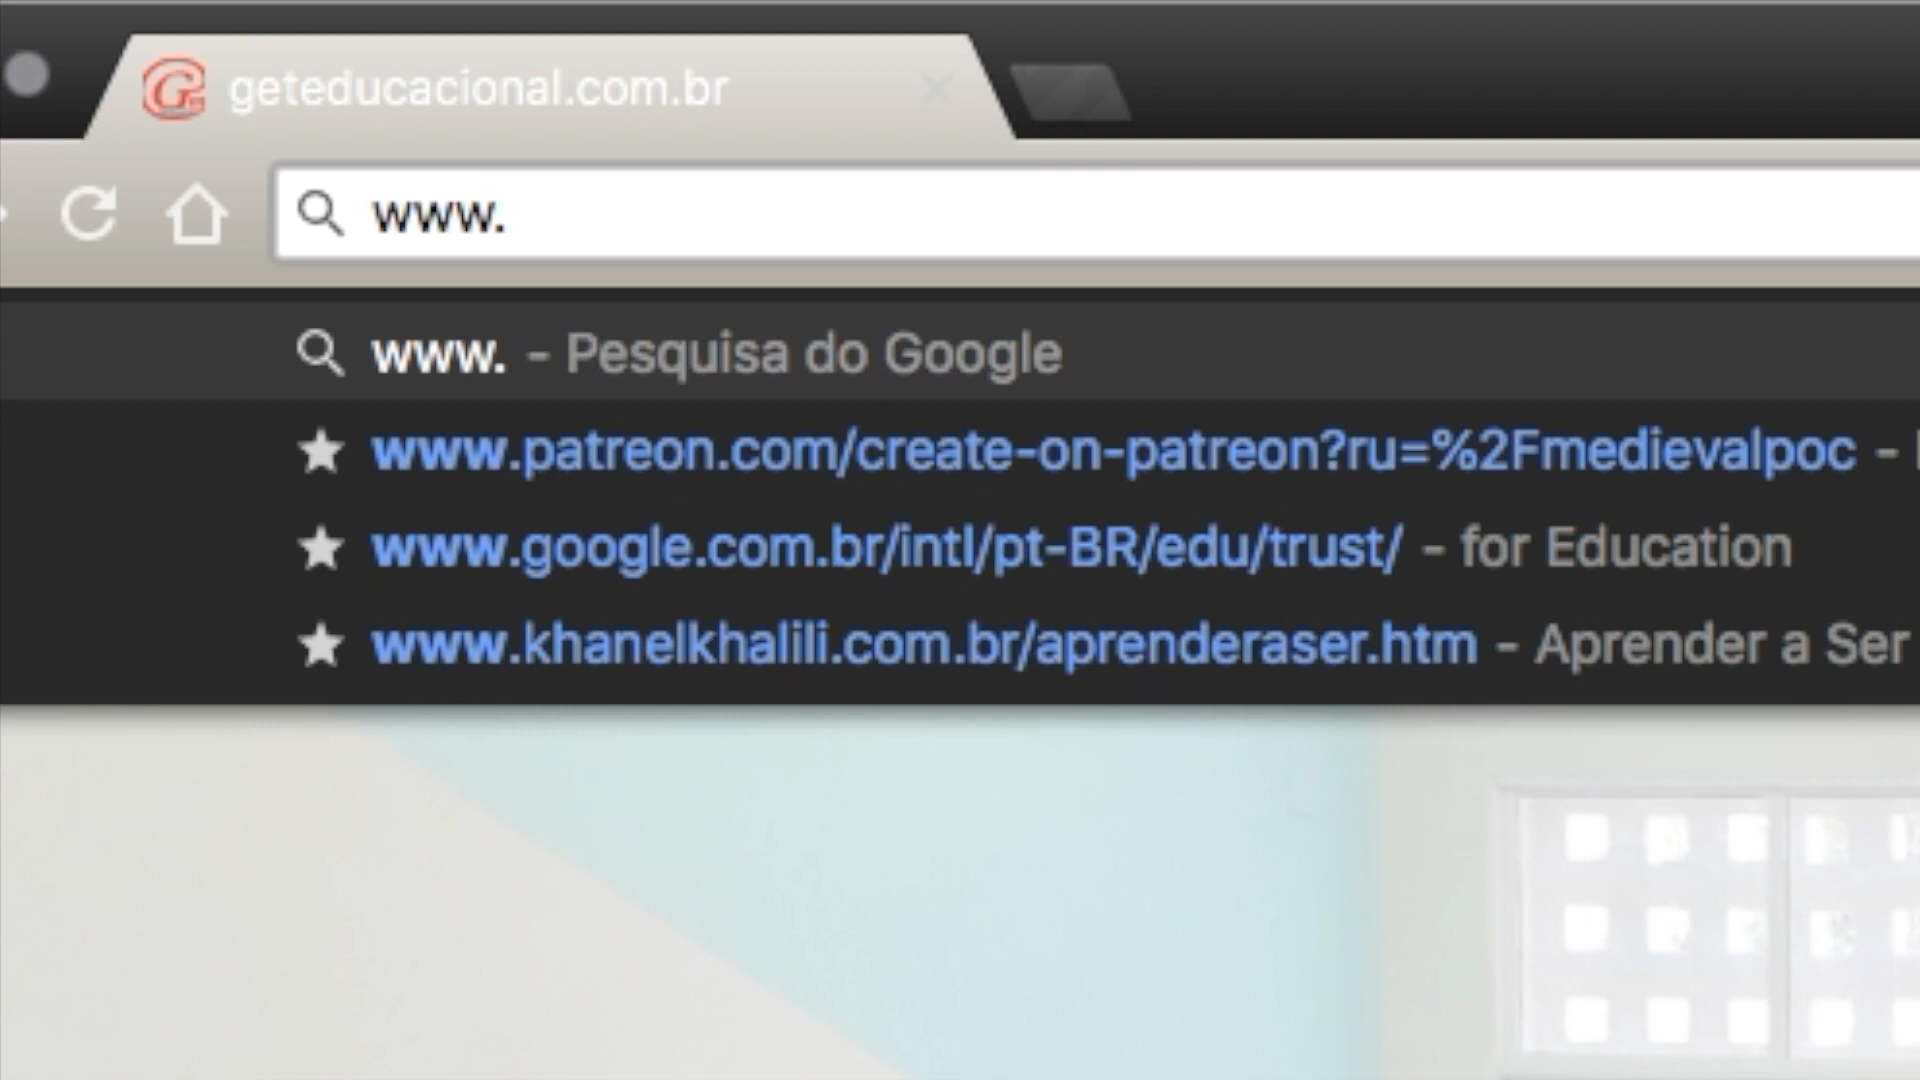 geteducacional.com.br
www.
www. - Pesquisa do Google
www.patreon.com/create-on-patreon?ru=%2Fmedievalpoc -
www.google.com.br/intl/pt-BR/edu/trust/ - for Education
www.khanelkhalili.com.br/aprenderaser.htm - Aprender a Ser